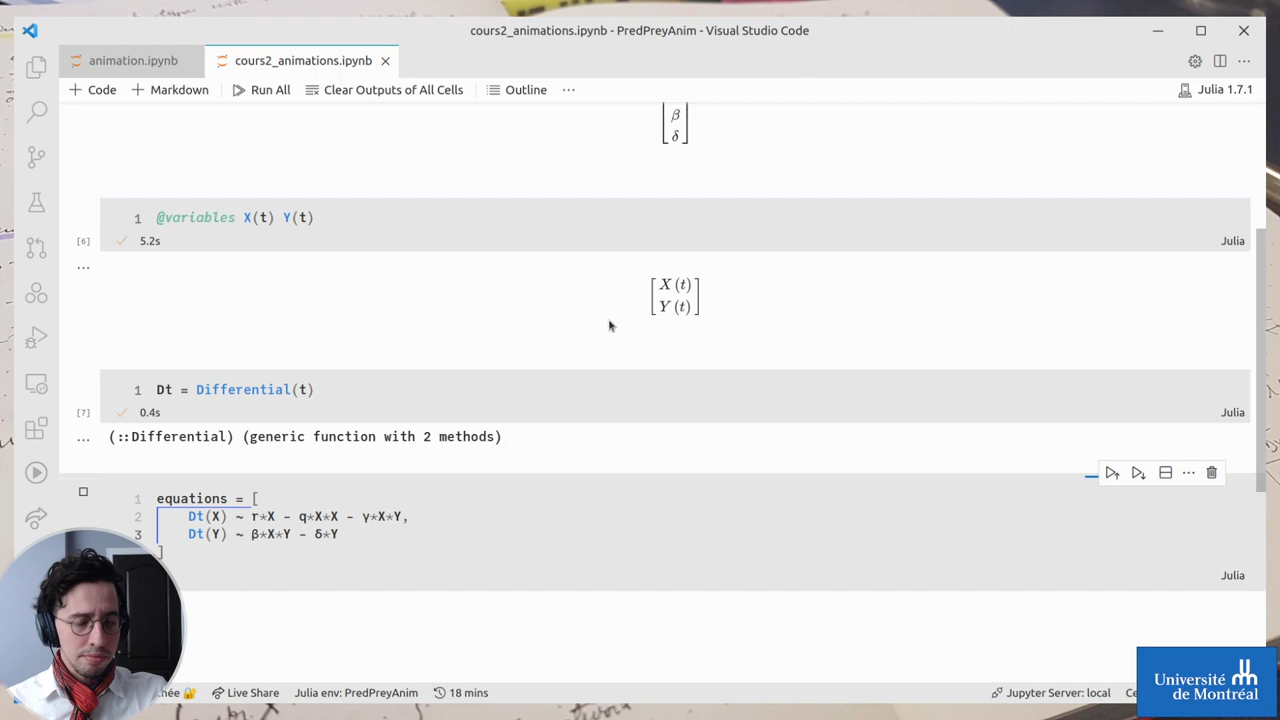 cours2_animations.ipynb - PredPreyAnim - Visual Studio Code
animation.ipynb
cours2_animations.ipynb
Code
Markdown
Run All
Clear Outputs of All Cells
Outline
Julia 1.7.1
β
δ
1 @variables X(t) Y(t)
[6] 5.2s
Julia
...
X (t)
Y (t)
1 Dt = Differential(t)
[7] 0.4s
Julia
... (::Differential) (generic function with 2 methods)
1 equations = [
2 Dt(X) ~ r*X - q*X*X - γ*X*Y,
3 Dt(Y) ~ β*X*Y - δ*Y
]
Julia
Live Share
Julia env: PredPreyAnim
18 mins
Jupyter Server: local
Université
de Montréal